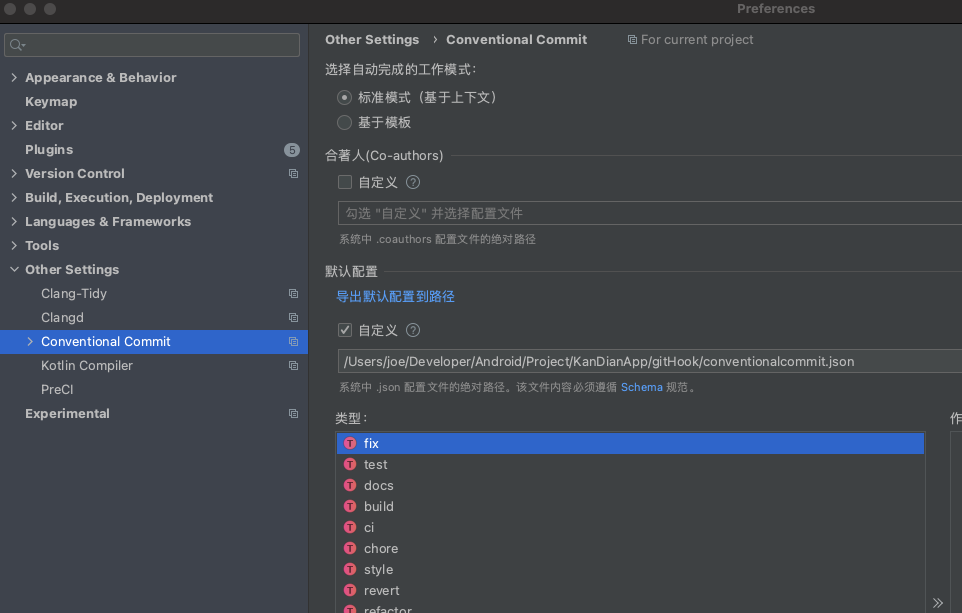 Preferences
Appearance & Behavior
Keymap
Editor
Plugins
5
Version Control
Build, Execution, Deployment
Languages & Frameworks
Tools
Other Settings
Clang-Tidy
Clangd
Conventional Commit
Kotlin Compiler
PreCI
Experimental
Other Settings › Conventional Commit
For current project
选择自动完成的工作模式:
标准模式（基于上下文）
基于模板
合著人(Co-authors)
自定义 ?
勾选 "自定义" 并选择配置文件
系统中 .coauthors 配置文件的绝对路径
默认配置
导出默认配置到路径
自定义 ?
/Users/joe/Developer/Android/Project/KanDianApp/gitHook/conventionalcommit.json
系统中 .json 配置文件的绝对路径。该文件内容必须遵循 Schema 规范。
类型:
作
T fix
T test
T docs
T build
T ci
T chore
T style
T revert
T refactor